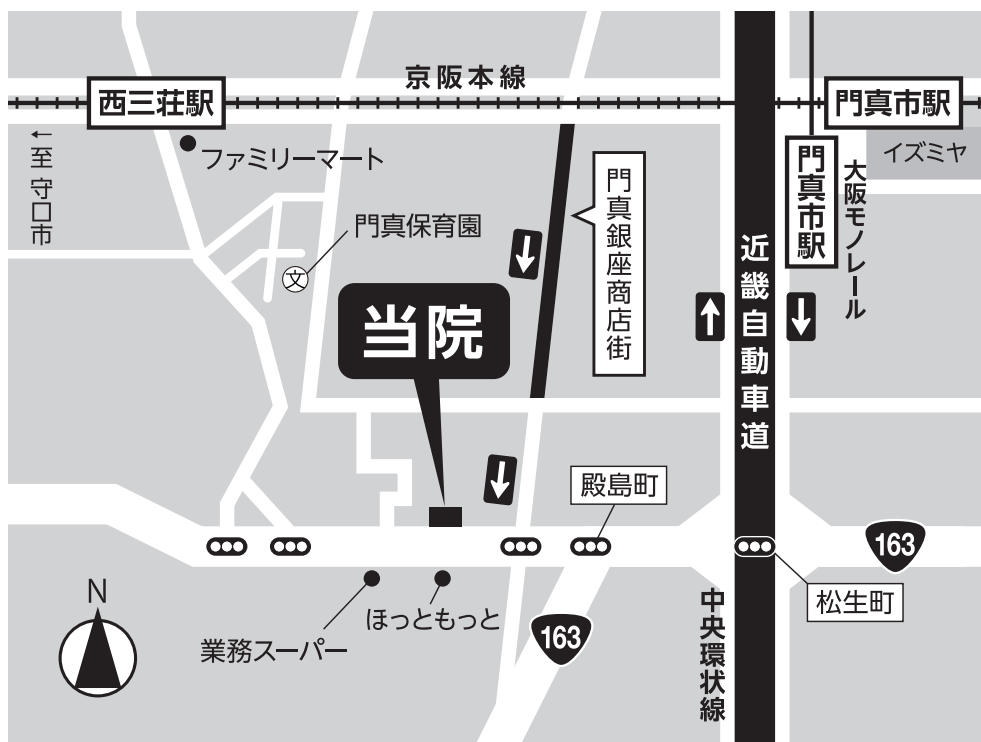 京阪本線
西三荘駅
門真市駅
←至 守口市
ファミリーマート
門真保育園
文
門真銀座商店街
門真市駅
大阪モノレール
イズミヤ
近畿自動車道
当院
殿島町
163
松生町
ほっともっと
業務スーパー
163
中央環状線
N